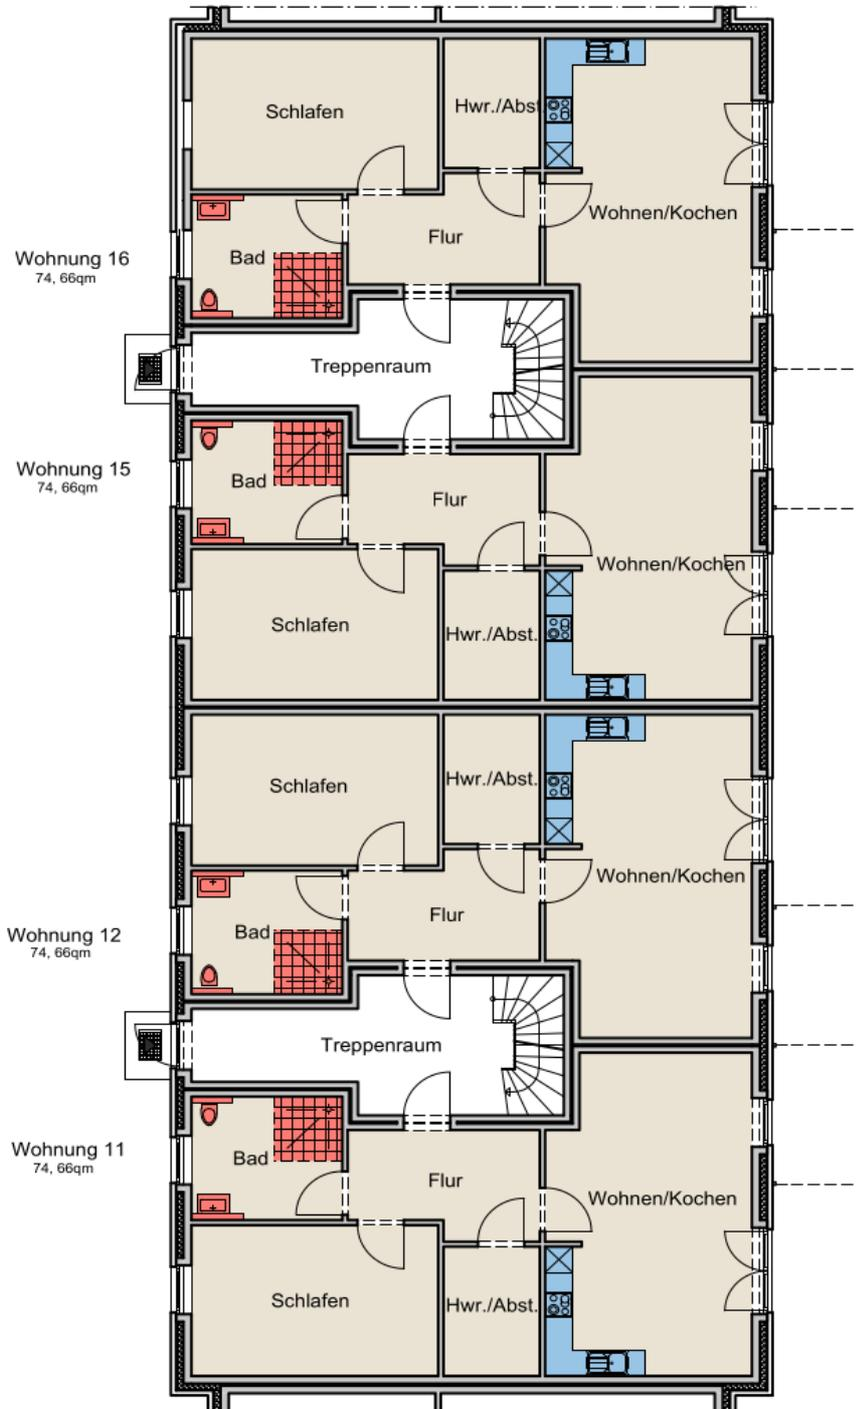 Schlafen
Hwr./Abst.
Wohnen/Kochen
Flur
Bad
Wohnung 16
74, 66qm
Treppenraum
Wohnung 15
74, 66qm
Bad
Flur
Wohnen/Kochen
Schlafen
Hwr./Abst.
Schlafen
Hwr./Abst.
Wohnen/Kochen
Flur
Bad
Wohnung 12
74, 66qm
Treppenraum
Wohnung 11
74, 66qm
Bad
Flur
Wohnen/Kochen
Schlafen
Hwr./Abst.